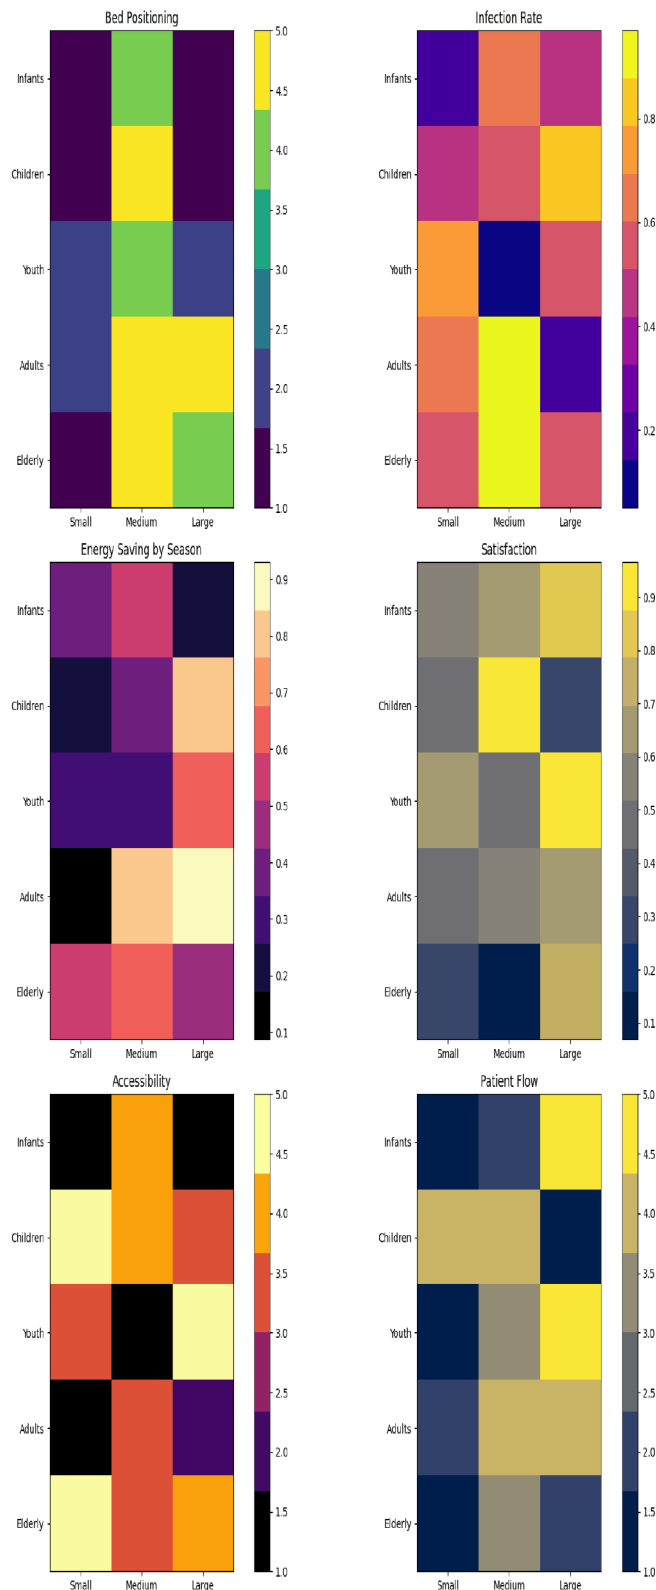 Bed Positioning
Infants
Children
Youth
Adults
Elderly
Small Medium Large
5.0
4.5
4.0
3.5
3.0
2.5
2.0
1.5
1.0
Infection Rate
Infants
Children
Youth
Adults
Elderly
Small Medium Large
0.8
0.6
0.4
0.2
Energy Saving by Season
Infants
Children
Youth
Adults
Elderly
Small Medium Large
0.9
0.8
0.7
0.6
0.5
0.4
0.3
0.2
0.1
Satisfaction
Infants
Children
Youth
Adults
Elderly
Small Medium Large
0.9
0.8
0.7
0.6
0.5
0.4
0.3
0.2
0.1
Accessibility
Infants
Children
Youth
Adults
Elderly
Small Medium Large
5.0
4.5
4.0
3.5
3.0
2.5
2.0
1.5
1.0
Patient Flow
Infants
Children
Youth
Adults
Elderly
Small Medium Large
5.0
4.5
4.0
3.5
3.0
2.5
2.0
1.5
1.0